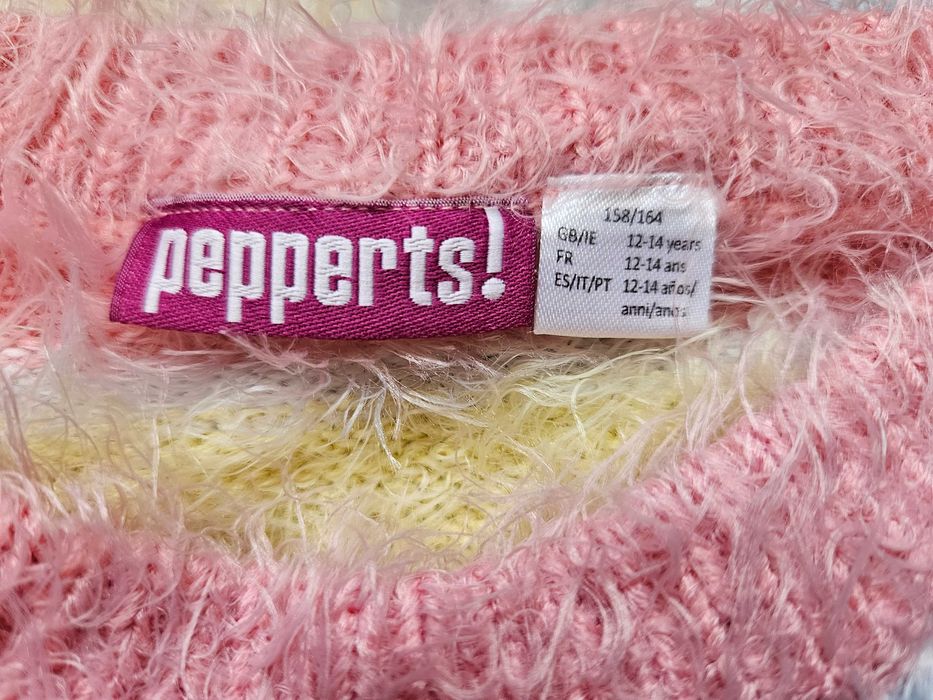 pepperts!
158/164
GB/IE 12-14 years
FR 12-14 ans
ES/IT/PT 12-14 años/
anni/anos